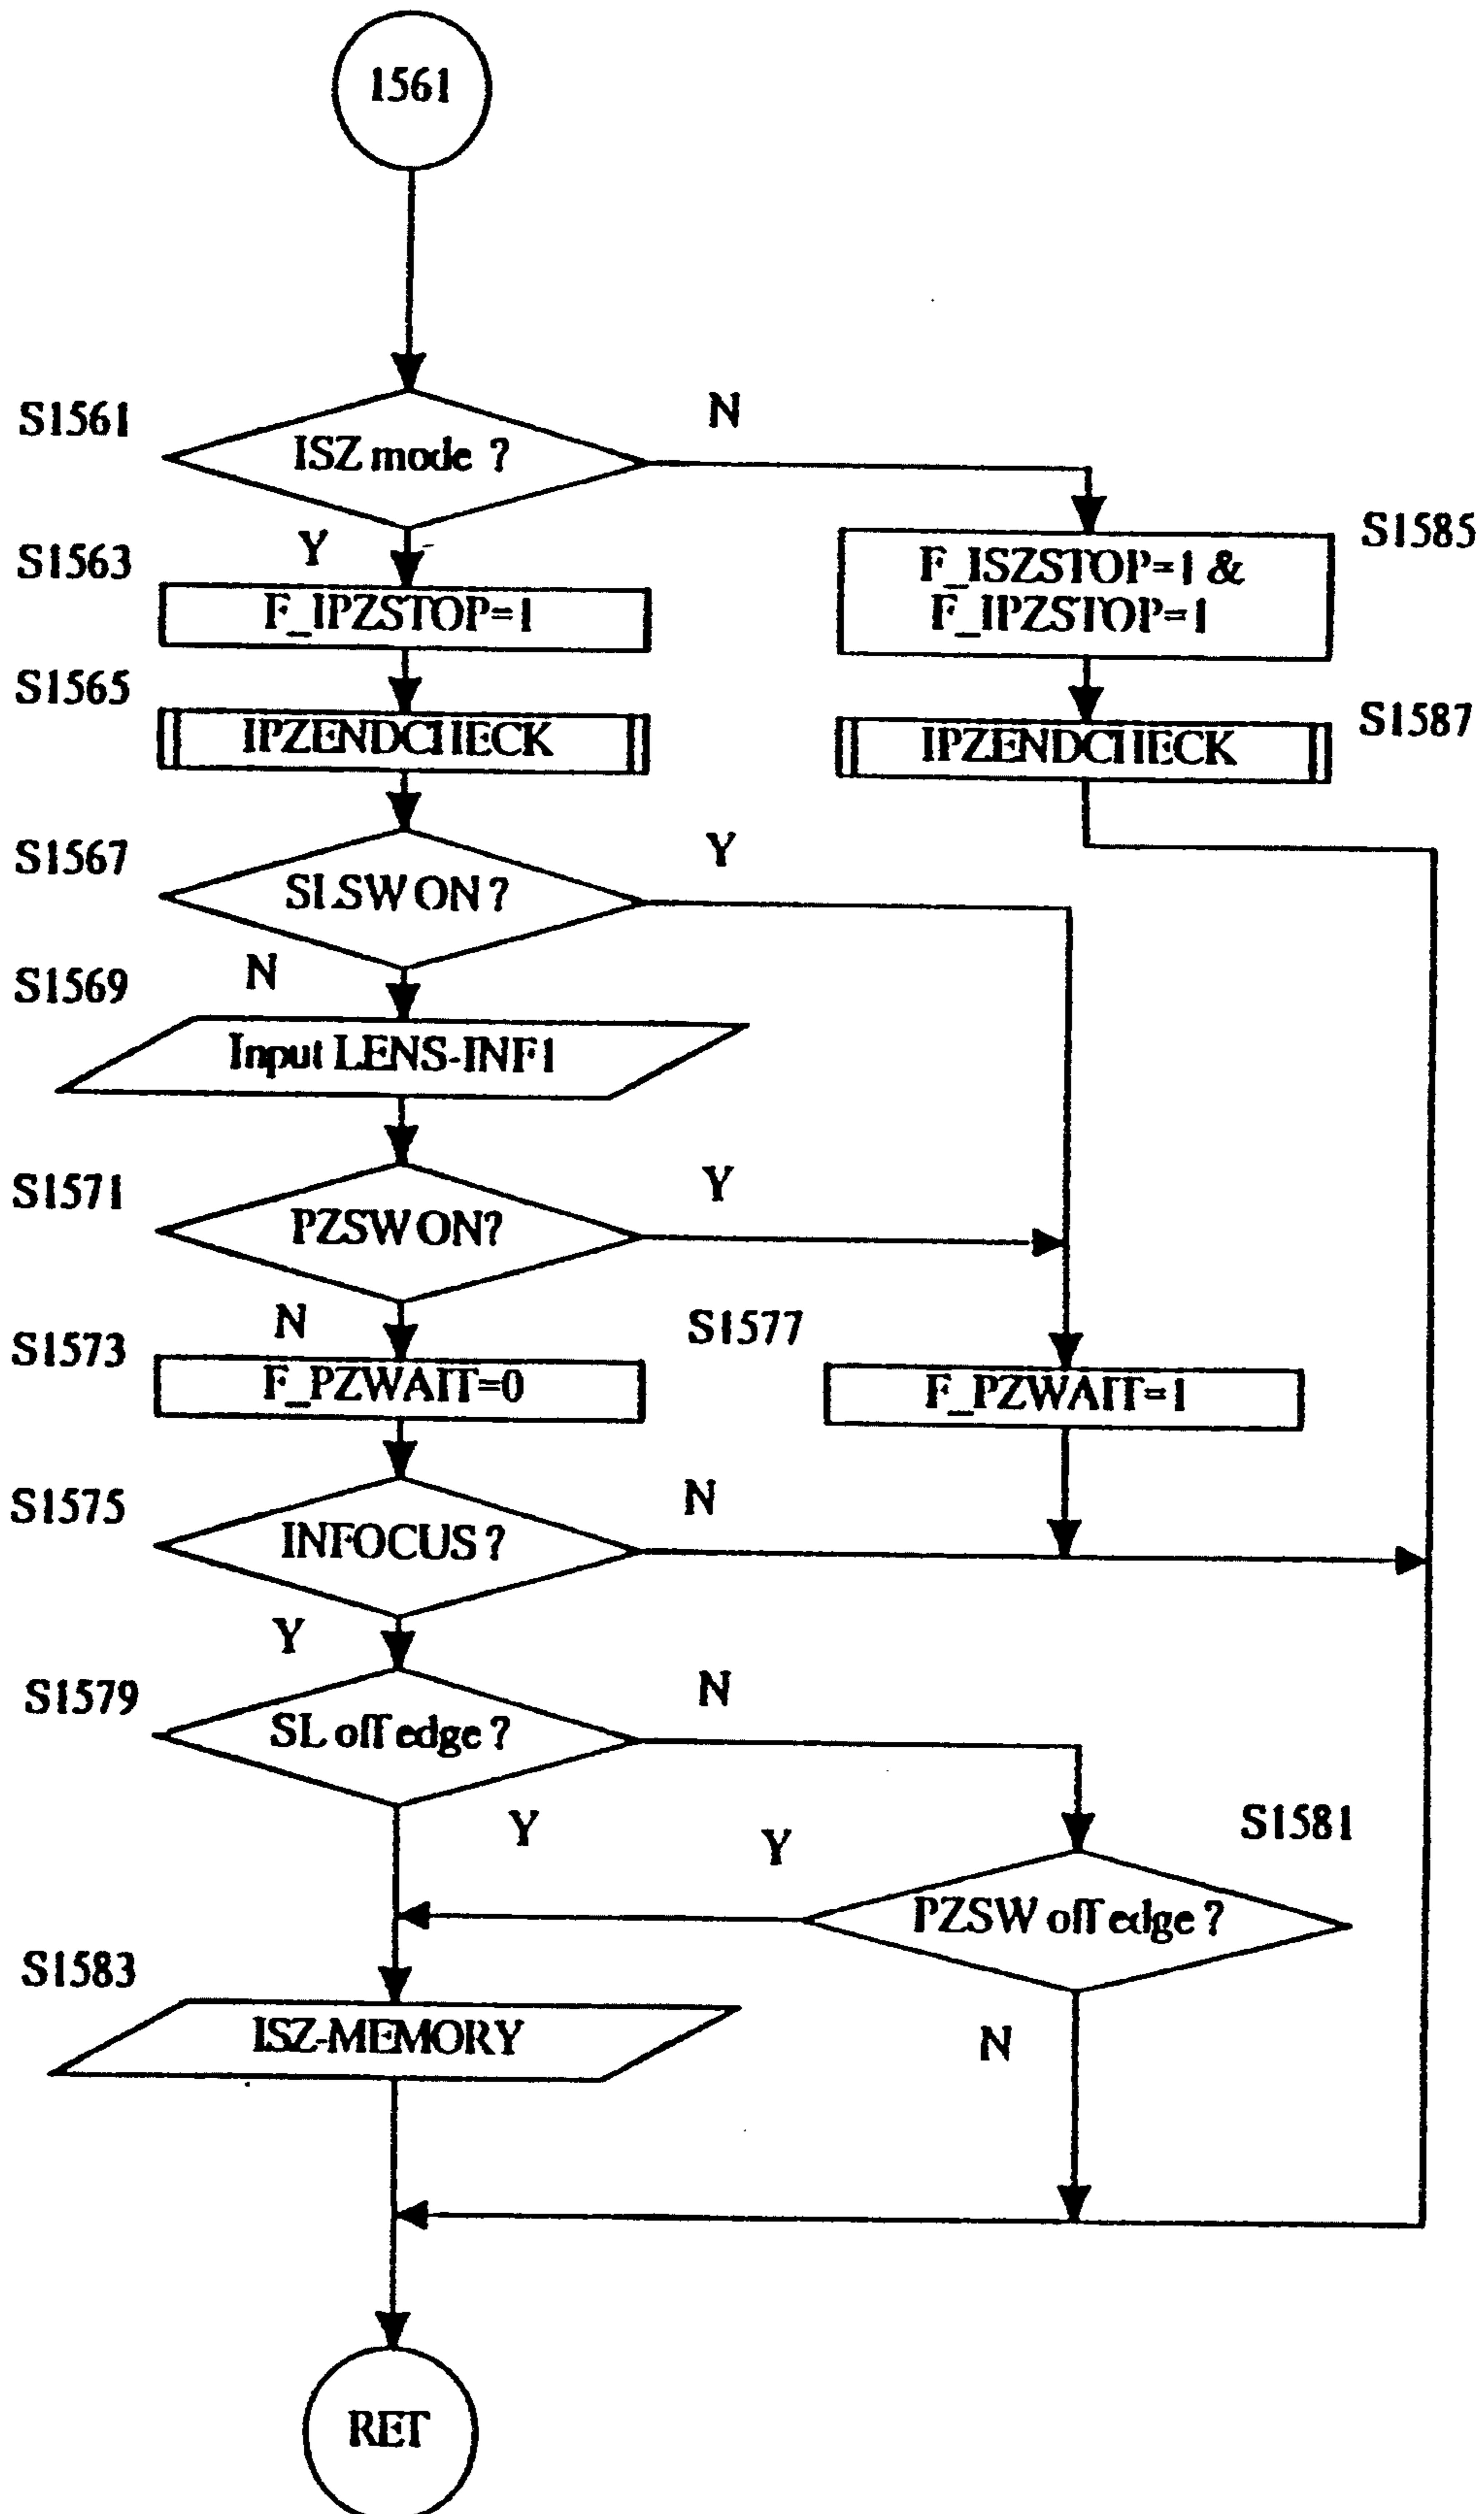 1561
S1561
ISZ mode ?
N
Y
S1563
F_IPZSTOP=1
S1585
F_ISZSTOP=1 &
F_IPZSTOP=1
S1565
IPZENDCHECK
S1587
IPZENDCHECK
S1567
SLSW ON ?
Y
N
S1569
Input LENS-INF1
S1571
PZSW ON?
Y
N
S1573
F_PZWAIT=0
S1577
F_PZWAIT=1
S1575
INFOCUS ?
N
Y
S1579
SL off edge ?
N
Y
S1581
PZSW off edge ?
Y
N
S1583
ISZ-MEMORY
RET